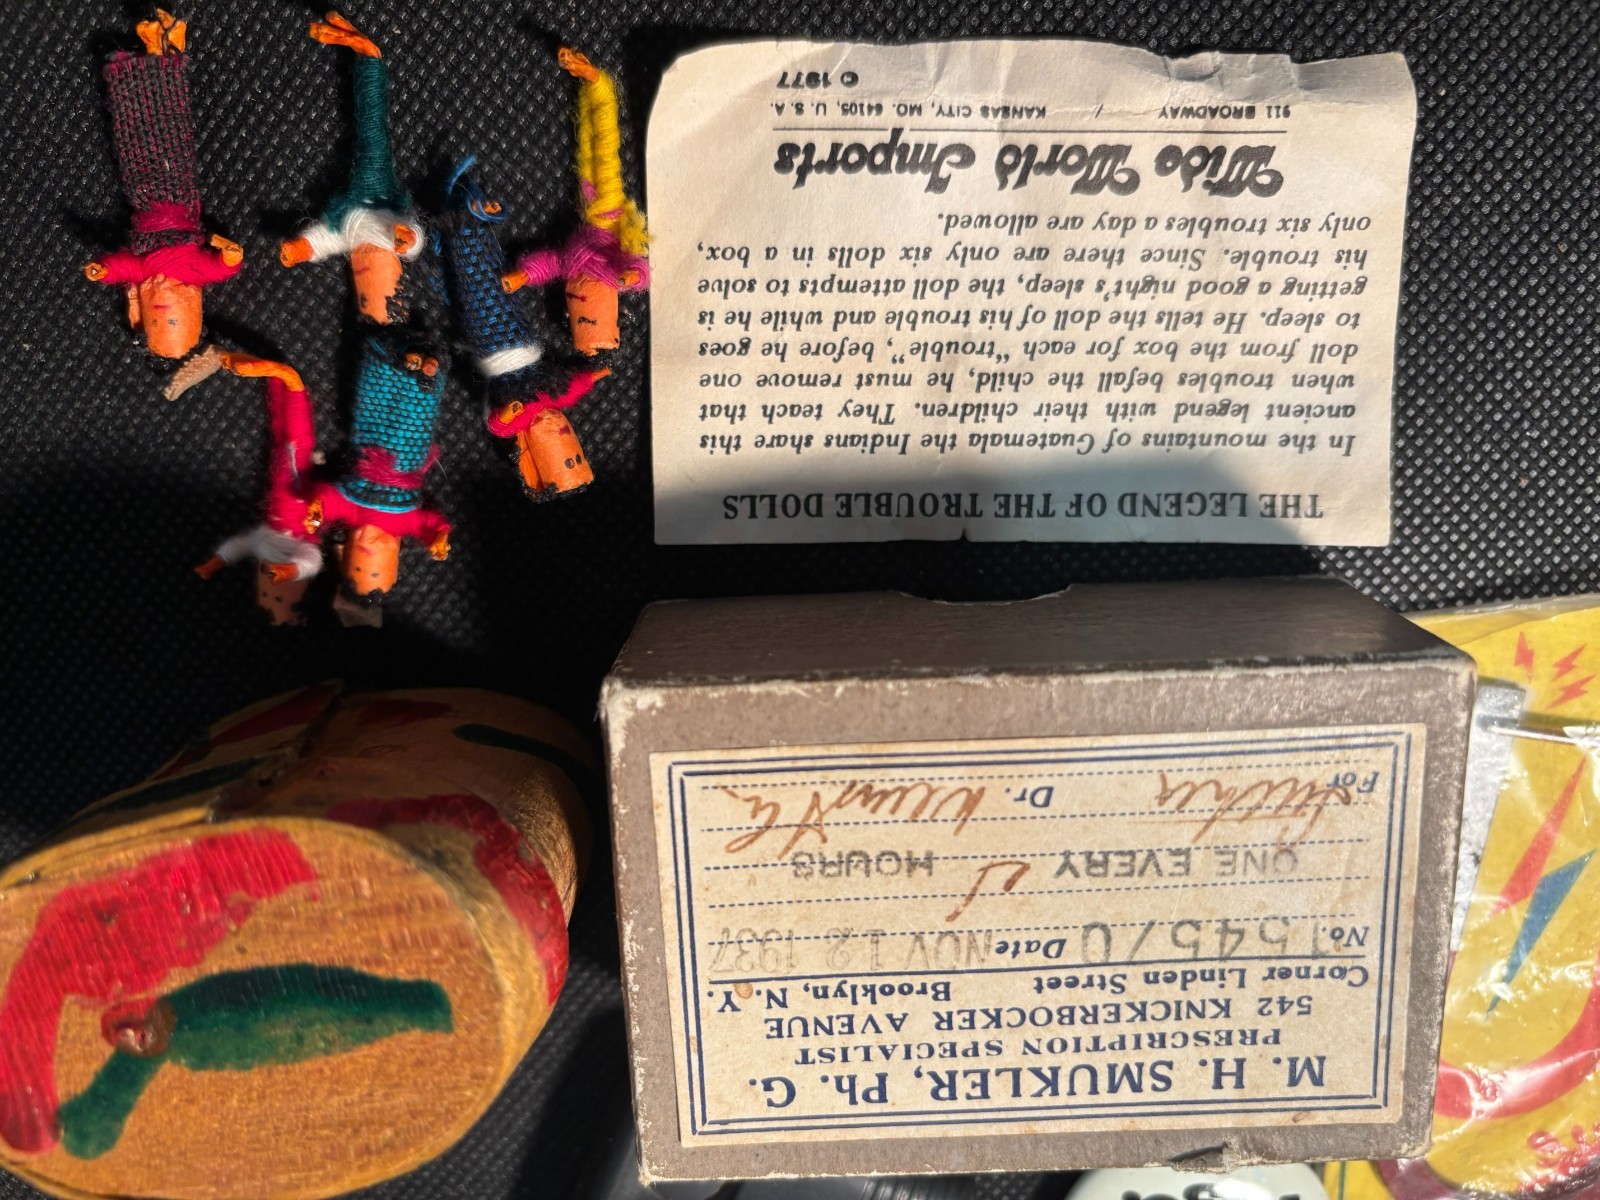 THE LEGEND OF THE TROUBLE DOLLS
In the mountains of Guatemala the Indians share this
ancient legend with their children. They teach that
when troubles befall the child, he must remove one
doll from the box for each "trouble", before he goes
to sleep. He tells the doll of his trouble and while he is
getting a good night's sleep, the doll attempts to solve
his trouble. Since there are only six dolls in a box,
only six troubles a day are allowed.
Wide World Imports
911 BROADWAY / KANSAS CITY, MO. 64105, U. S. A.
© 1977
M. H. SMUKLER, Ph. G.
PRESCRIPTION SPECIALIST
542 KNICKERBOCKER AVENUE
Corner Linden Street Brooklyn, N. Y.
No. 54570 Date NOV 12 1937
ONE EVERY HOURS
For Dr.